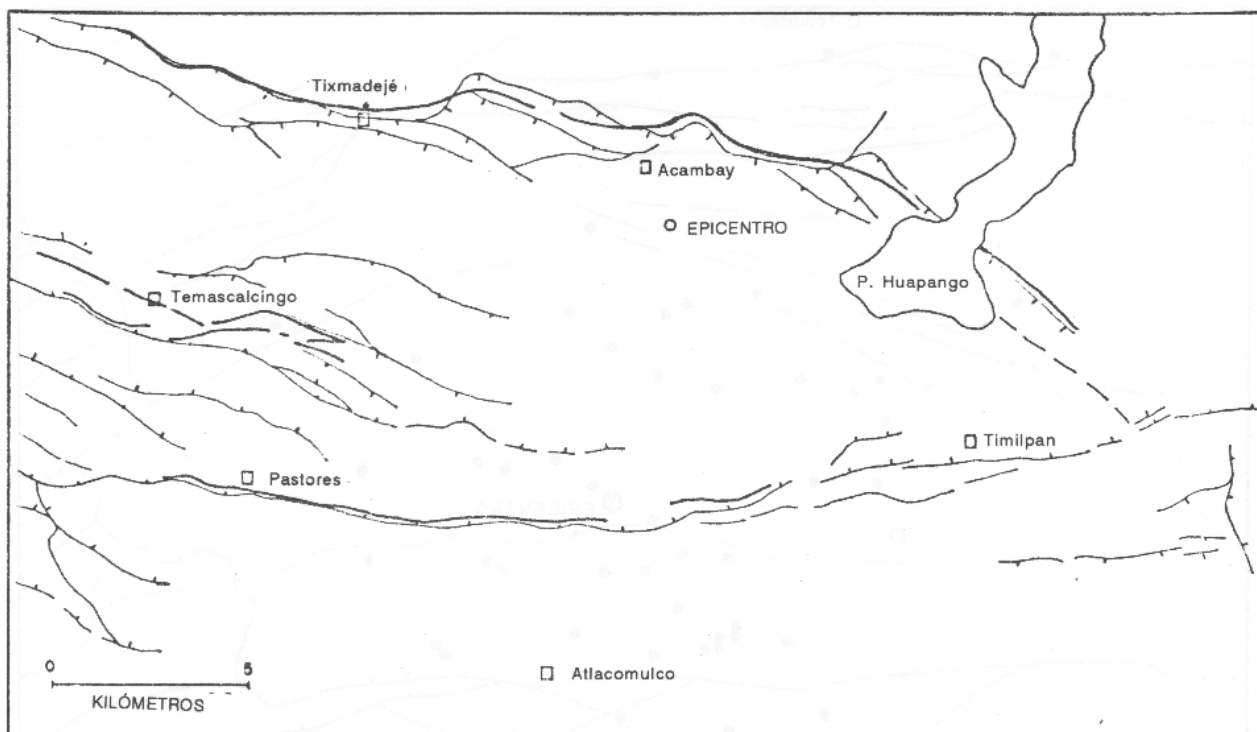 Tixmadejé
Acambay
EPICENTRO
P. Huapango
Temascalcingo
Timilpan
Pastores
0 5
KILÓMETROS
Atlacomulco